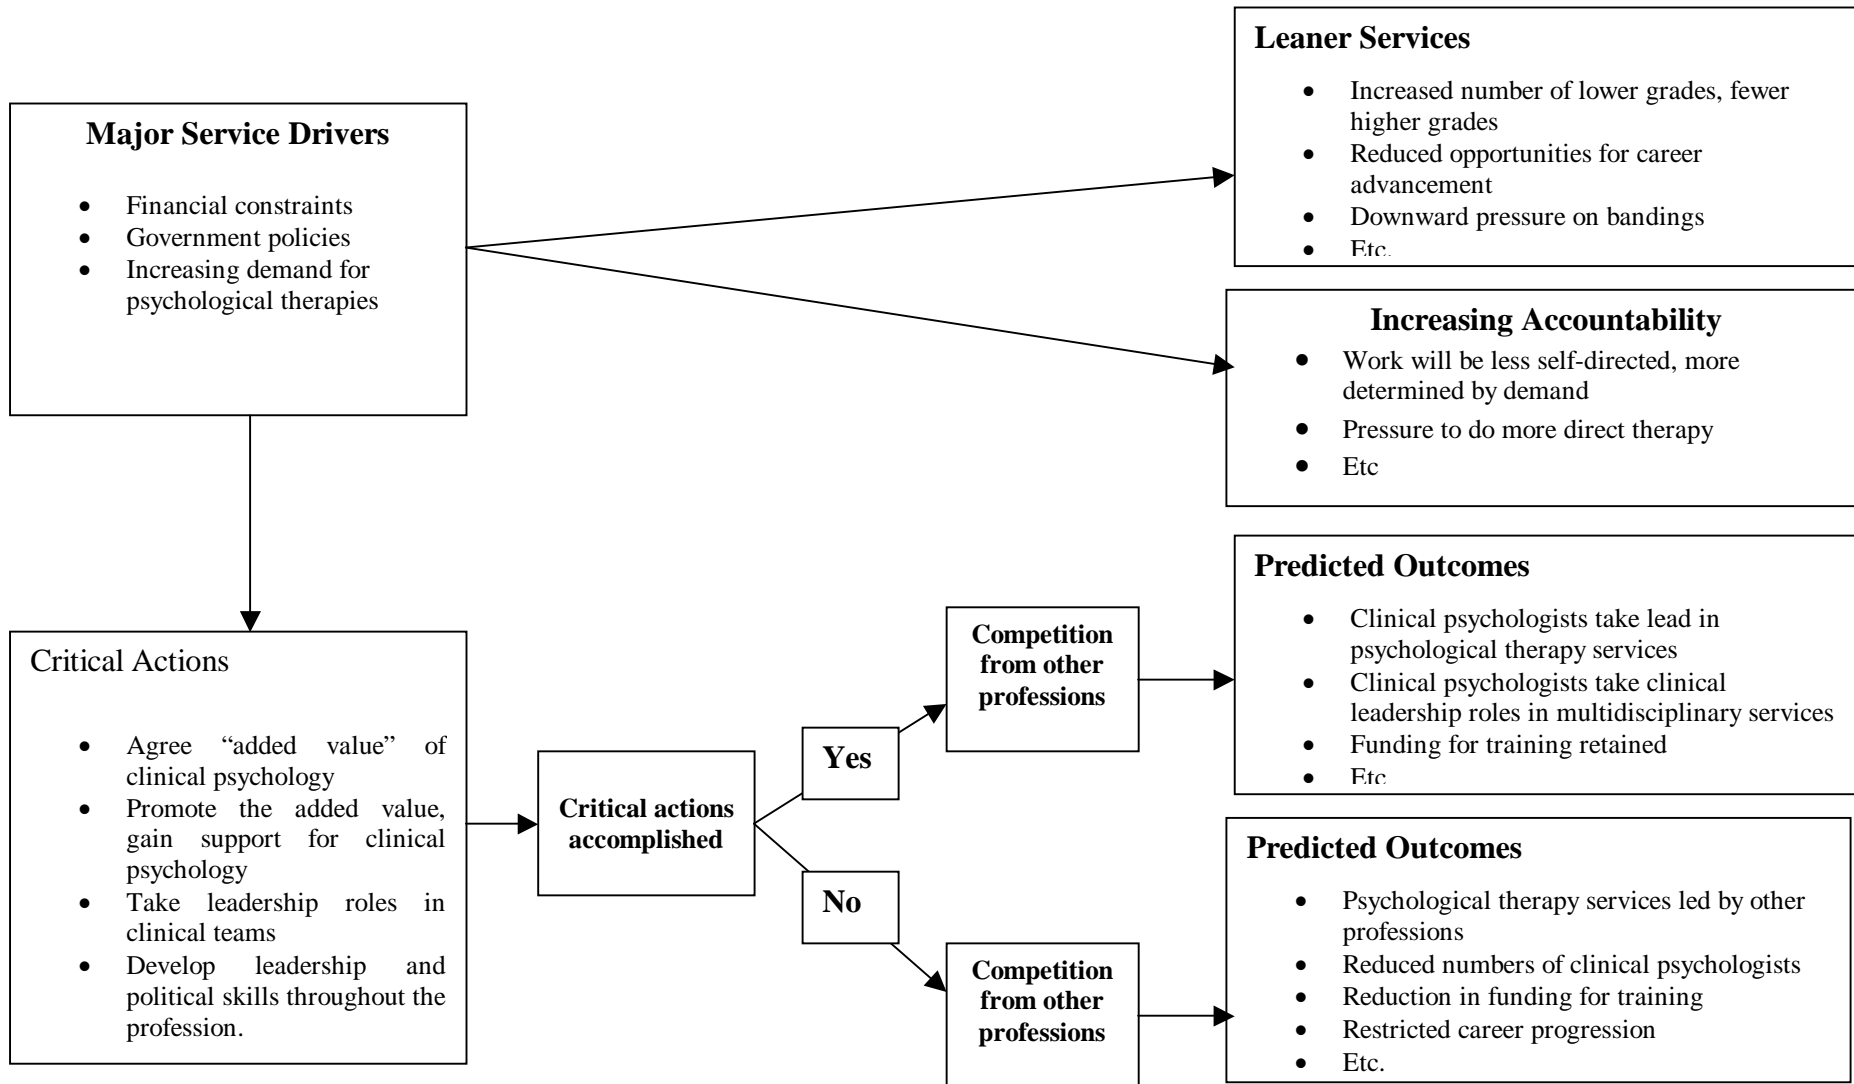 Major Service Drivers
• Financial constraints
• Government policies
• Increasing demand for
psychological therapies
Leaner Services
• Increased number of lower grades, fewer
higher grades
• Reduced opportunities for career
advancement
• Downward pressure on bandings
• Etc.
Increasing Accountability
• Work will be less self-directed, more
determined by demand
• Pressure to do more direct therapy
• Etc
Critical Actions
• Agree “added value” of
clinical psychology
• Promote the added value,
gain support for clinical
psychology
• Take leadership roles in
clinical teams
• Develop leadership and
political skills throughout the
profession.
Critical actions
accomplished
Yes
Competition
from other
professions
Predicted Outcomes
• Clinical psychologists take lead in
psychological therapy services
• Clinical psychologists take clinical
leadership roles in multidisciplinary services
• Funding for training retained
• Etc
No
Competition
from other
professions
Predicted Outcomes
• Psychological therapy services led by other
professions
• Reduced numbers of clinical psychologists
• Reduction in funding for training
• Restricted career progression
• Etc.